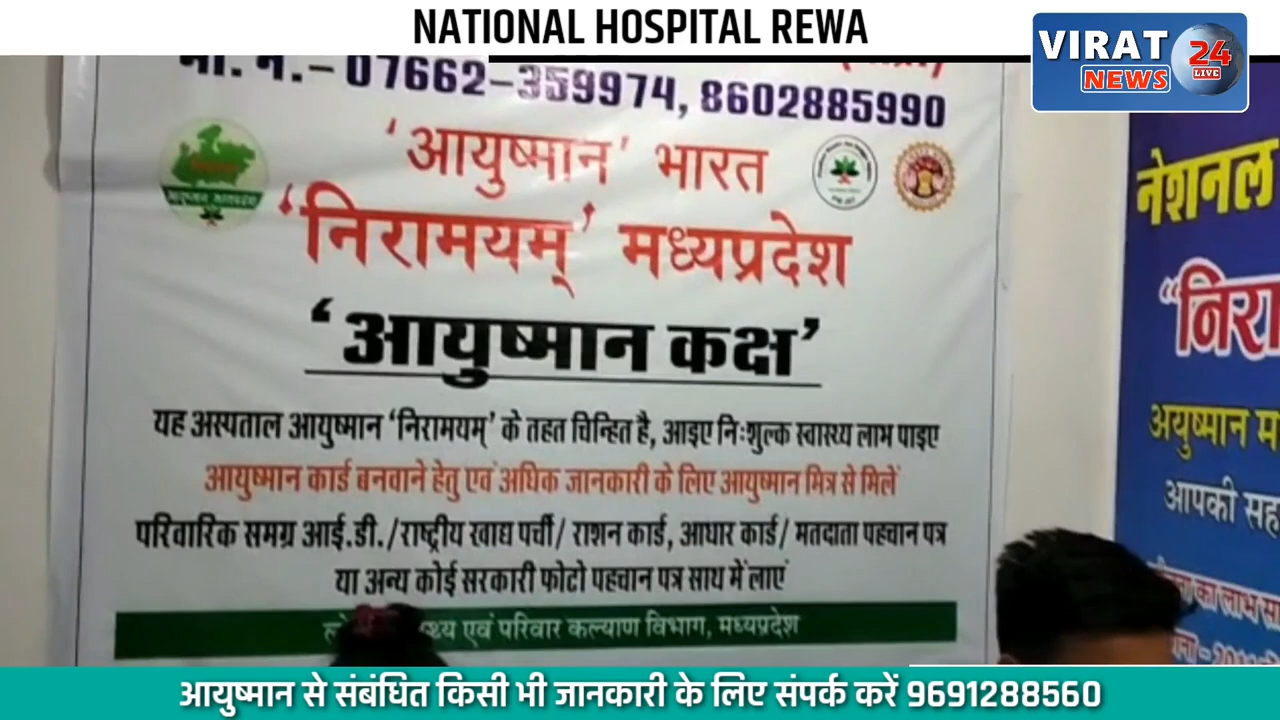 NATIONAL HOSPITAL REWA
VIRAT
NEWS
24
LIVE
07662-359974, 8602885990
'आयुष्मान' भारत
'निरामयम्' मध्यप्रदेश
'आयुष्मान कक्ष'
यह अस्पताल आयुष्मान 'निरामयम्' के तहत चिन्हित है, आइए निःशुल्क स्वास्थ्य लाभ पाइए
आयुष्मान कार्ड बनवाने हेतु एवं अधिक जानकारी के लिए आयुष्मान मित्र से मिलें
परिवारिक समग्र आई.डी./राष्ट्रीय खाद्य पर्ची/ राशन कार्ड, आधार कार्ड/ मतदाता पहचान पत्र
या अन्य कोई सरकारी फोटो पहचान पत्र साथ में लाएं
एवं परिवार कल्याण विभाग, मध्यप्रदेश
नेशनल
"निरा
अयुष्मान म
आपकी सह
का लाभ
आयुष्मान से संबंधित किसी भी जानकारी के लिए संपर्क करें 9691288560